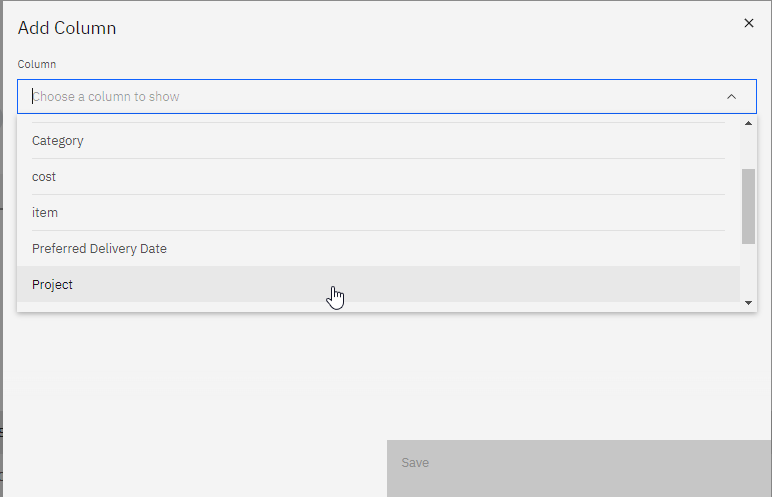 Add Column
Column
Choose a column to show
Category
cost
item
Preferred Delivery Date
Project
Save